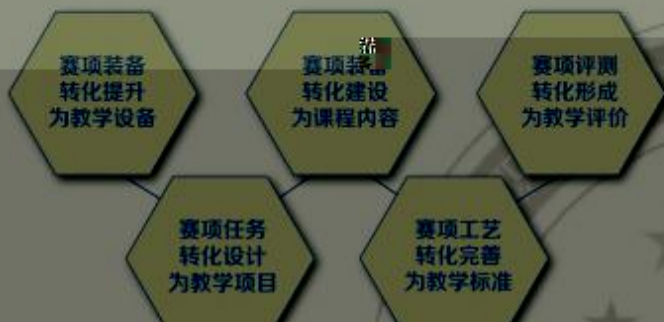 赛项装备
转化提升
为教学设备
赛项装备
转化建设
为课程内容
赛项评测
转化形成
为教学评价
赛项任务
转化设计
为教学项目
赛项工艺
转化完善
为教学标准